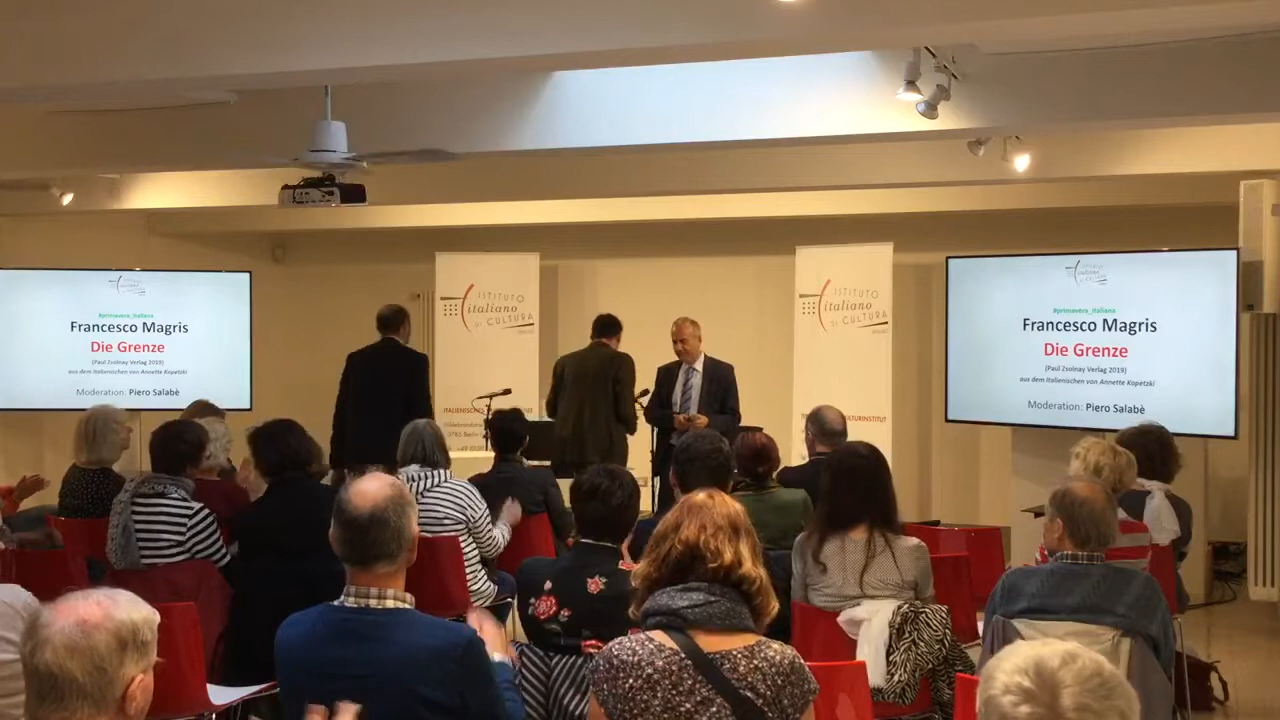 #primavera_italiana
Francesco Magris
Die Grenze
(Paul Zsolnay Verlag 2019)
aus dem Italienischen von Annette Kopetzki
Moderation: Piero Salabè
ISTITUTO
italiano
DI CULTURA
ITALIENISCHES
ISTITUTO
italiano
DI CULTURA
KULTURINSTITUT
#primavera_italiana
Francesco Magris
Die Grenze
(Paul Zsolnay Verlag 2019)
aus dem Italienischen von Annette Kopetzki
Moderation: Piero Salabè